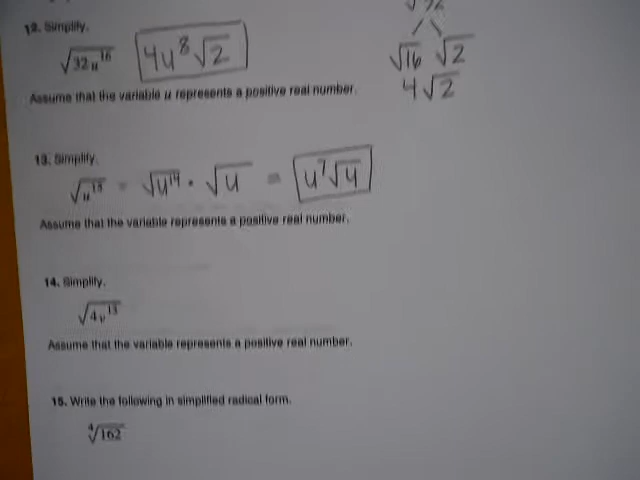 √32
12. Simplify.
√32u¹⁶ 4u⁸√2 √16 √2
4√2
Assume that the variable u represents a positive real number.
13. Simplify.
√u¹⁵ = √u¹⁴ · √u = u⁷√u
Assume that the variable represents a positive real number.
14. Simplify.
√4v¹³
Assume that the variable represents a positive real number.
15. Write the following in simplified radical form.
⁴√162